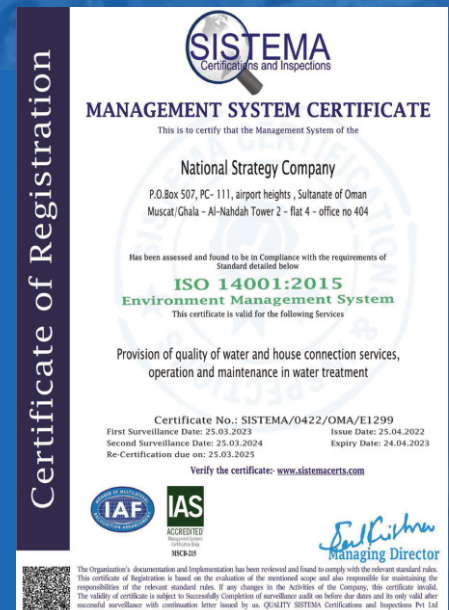 Certificate of Registration
SISTEMA
Certifications and Inspections
MANAGEMENT SYSTEM CERTIFICATE
This is to certify that the Management System of the
National Strategy Company
P.O.Box 507, PC- 111, airport heights , Sultanate of Oman
Muscat/Ghala - Al-Nahdah Tower 2 - flat 4 - office no 404
Has been assessed and found to be in Compliance with the requirements of
Standard detailed below
ISO 14001:2015
Environment Management System
This certificate is valid for the following Services
Provision of quality of water and house connection services,
operation and maintenance in water treatment
Certificate No.: SISTEMA/0422/OMA/E1299
First Surveillance Date: 25.03.2023 Issue Date: 25.04.2022
Second Surveillance Date: 25.03.2024 Expiry Date: 24.04.2023
Re-Certification due on: 25.03.2025
Verify the certificate:- www.sistemacerts.com
MEMBER OF MULTILATERAL
IAF
RECOGNITION ARRANGEMENT
IAS
ACCREDITED
Management Systems
Certification Body
MSCB-215
Managing Director
The Organization's documentation and Implementation has been reviewed and found to comply with the relevant standard rules.
This certificate of Registration is based on the evaluation of the mentioned scope and also responsible for maintaining the
responsibilities of the relevant standard rules. If any changes in the Activities of the Company, this certificate invalid.
The validity of certificate is subject to Successfully Completion of surveillance audit on before due dates and its only valid after
successful surveillance with continuation letter issued by us. QUALITY SISTEMA Certifications and Inspections Pvt Ltd